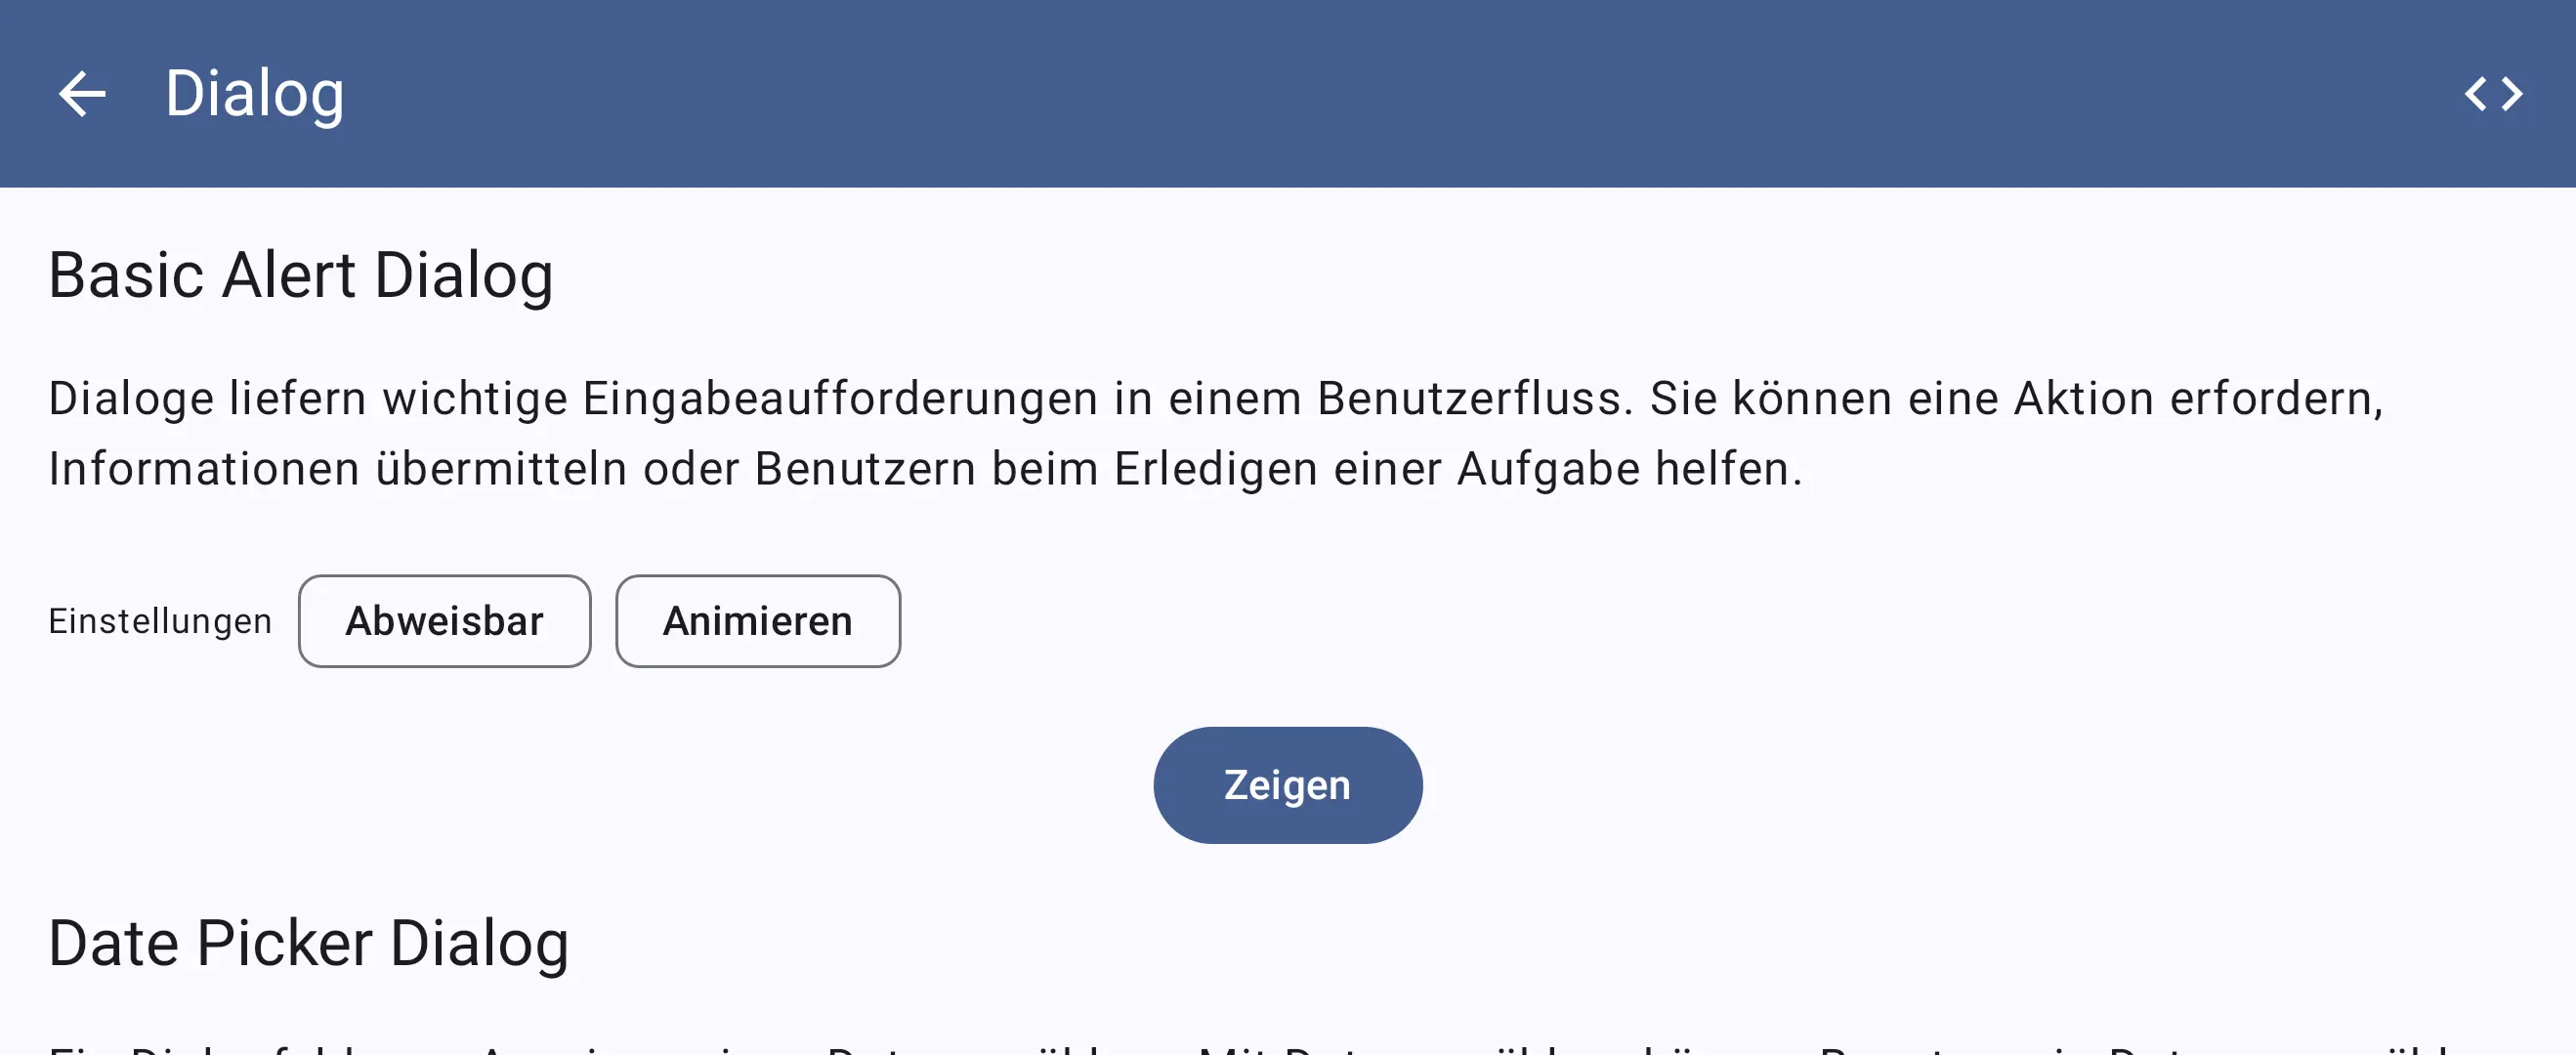 Dialog
Basic Alert Dialog
Dialoge liefern wichtige Eingabeaufforderungen in einem Benutzerfluss. Sie können eine Aktion erfordern,
Informationen übermitteln oder Benutzern beim Erledigen einer Aufgabe helfen.
Einstellungen Abweisbar Animieren
Zeigen
Date Picker Dialog